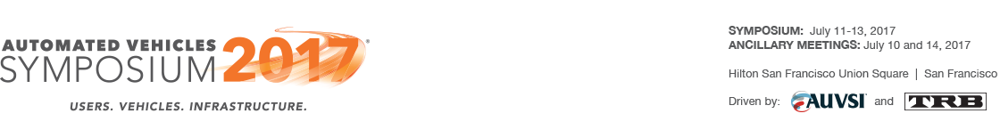 AUTOMATED VEHICLES
SYMPOSIUM 2017®
USERS. VEHICLES. INFRASTRUCTURE.
SYMPOSIUM: July 11-13, 2017
ANCILLARY MEETINGS: July 10 and 14, 2017
Hilton San Francisco Union Square | San Francisco
Driven by: AUVSI and TRB